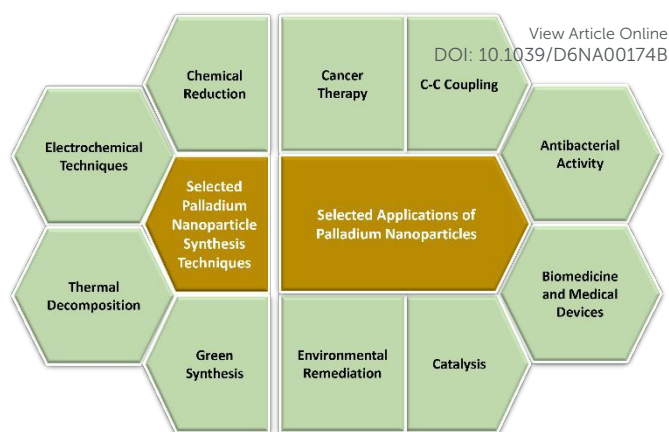 View Article Online
DOI: 10.1039/D6NA00174B
Chemical
Reduction
Cancer
Therapy
C-C Coupling
Electrochemical
Techniques
Antibacterial
Activity
Selected
Palladium
Nanoparticle
Synthesis
Techniques
Selected Applications of
Palladium Nanoparticles
Thermal
Decomposition
Biomedicine
and Medical
Devices
Green
Synthesis
Environmental
Remediation
Catalysis